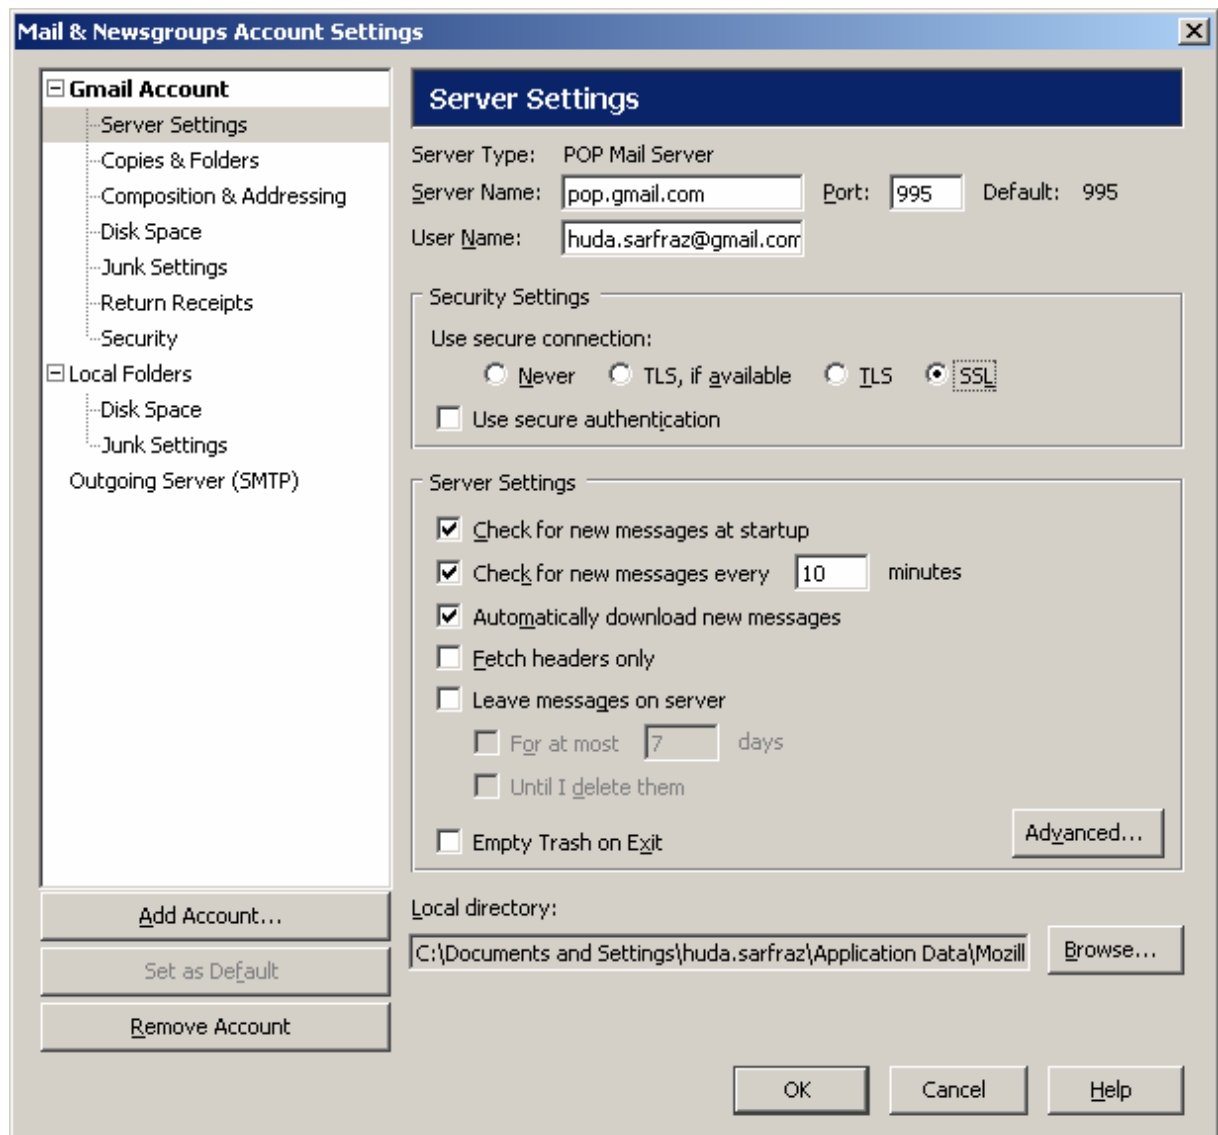 Mail & Newsgroups Account Settings
Gmail Account
Server Settings
Copies & Folders
Composition & Addressing
Disk Space
Junk Settings
Return Receipts
Security
Local Folders
Disk Space
Junk Settings
Outgoing Server (SMTP)
Add Account...
Set as Default
Remove Account
Server Settings
Server Type: POP Mail Server
Server Name: pop.gmail.com Port: 995 Default: 995
User Name: huda.sarfraz@gmail.com
Security Settings
Use secure connection:
Never TLS, if available TLS SSL
Use secure authentication
Server Settings
Check for new messages at startup
Check for new messages every 10 minutes
Automatically download new messages
Fetch headers only
Leave messages on server
For at most 7 days
Until I delete them
Empty Trash on Exit Advanced...
Local directory:
C:\Documents and Settings\huda.sarfraz\Application Data\Mozill Browse...
OK Cancel Help